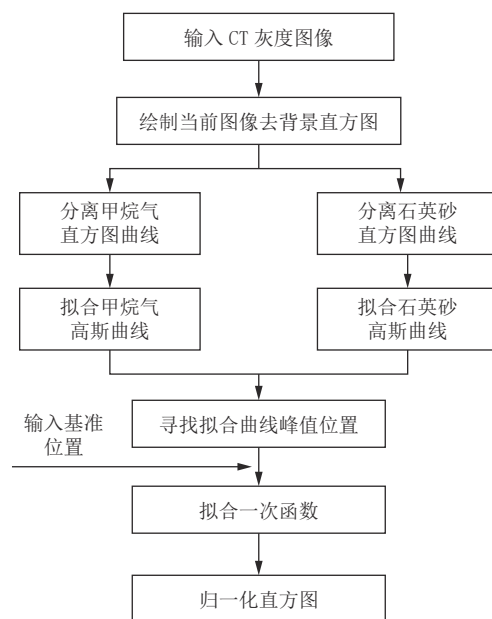 输入 CT 灰度图像
绘制当前图像去背景直方图
分离甲烷气
直方图曲线
分离石英砂
直方图曲线
拟合甲烷气
高斯曲线
拟合石英砂
高斯曲线
寻找拟合曲线峰值位置
输入基准
位置
拟合一次函数
归一化直方图